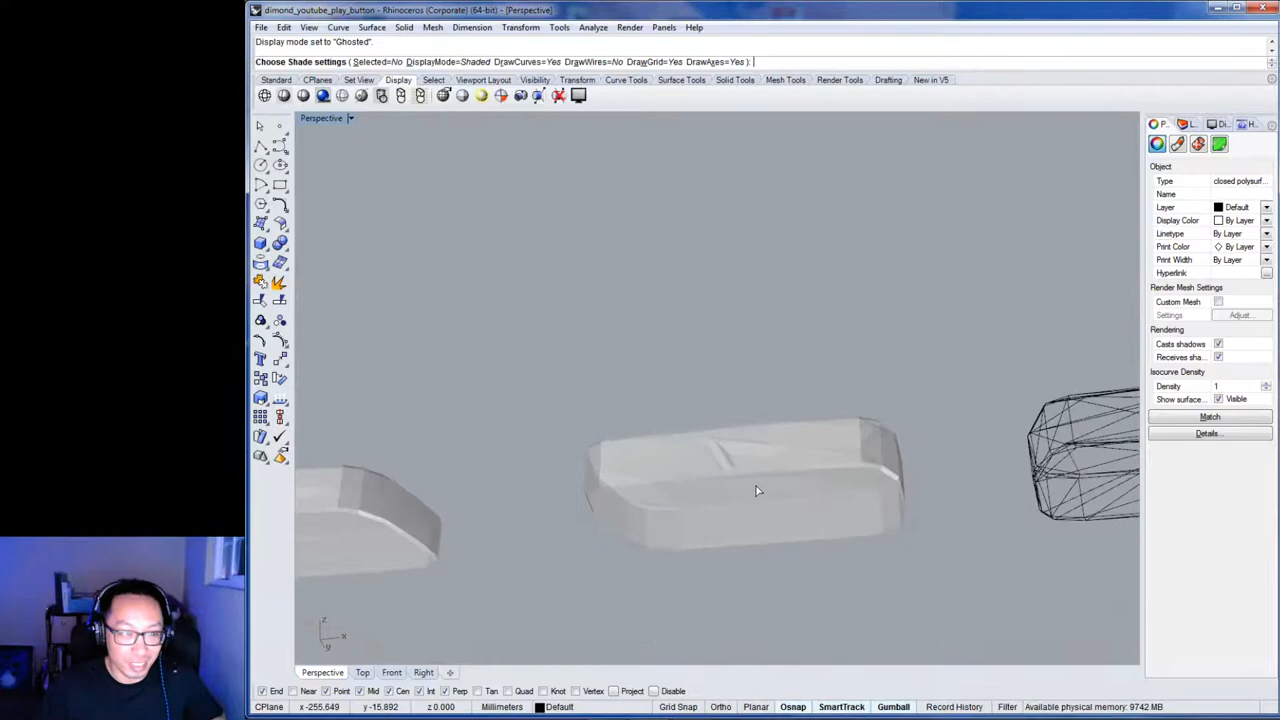 dimond_youtube_play_button - Rhinoceros (Corporate) (64-bit) - [Perspective]
File Edit View Curve Surface Solid Mesh Dimension Transform Tools Analyze Render Panels Help
Display mode set to "Ghosted".
Choose Shade settings ( Selected=No DisplayMode=Shaded DrawCurves=Yes DrawWires=No DrawGrid=Yes DrawAxes=Yes ):
Standard CPlanes Set View Display Select Viewport Layout Visibility Transform Curve Tools Surface Tools Solid Tools Mesh Tools Render Tools Drafting New in V5
Perspective
P... L... Di... H...
Object
Type closed polysurf...
Name
Layer Default
Display Color By Layer
Linetype By Layer
Print Color By Layer
Print Width By Layer
Hyperlink ...
Render Mesh Settings
Custom Mesh
Settings Adjust...
Rendering
Casts shadows
Receives sha...
Isocurve Density
Density 1
Show surface... Visible
Match
Details...
z
x
y
Perspective Top Front Right
End Near Point Mid Cen Int Perp Tan Quad Knot Vertex Project Disable
CPlane x -255.649 y -15.892 z 0.000 Millimeters Default Grid Snap Ortho Planar Osnap SmartTrack Gumball Record History Filter Available physical memory: 9742 MB